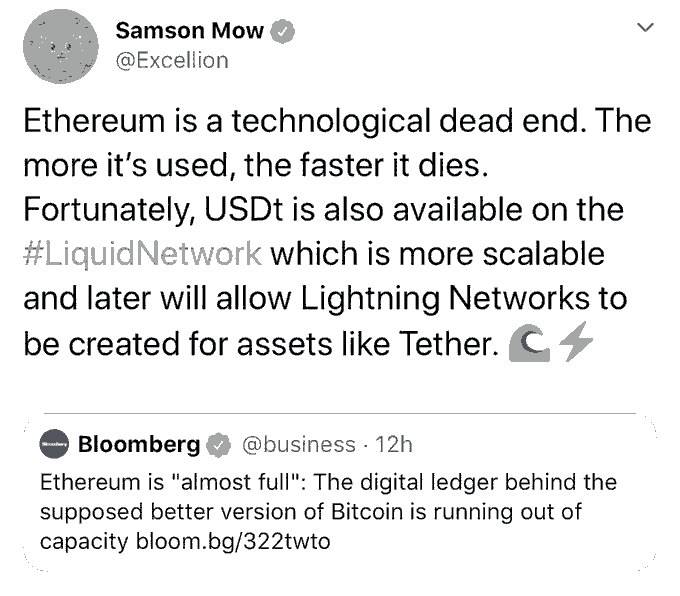 Samson Mow
@Excellion
Ethereum is a technological dead end. The
more it’s used, the faster it dies.
Fortunately, USDt is also available on the
#LiquidNetwork which is more scalable
and later will allow Lightning Networks to
be created for assets like Tether. 🌊⚡
Bloomberg @business · 12h
Ethereum is "almost full": The digital ledger behind the
supposed better version of Bitcoin is running out of
capacity bloom.bg/322twto